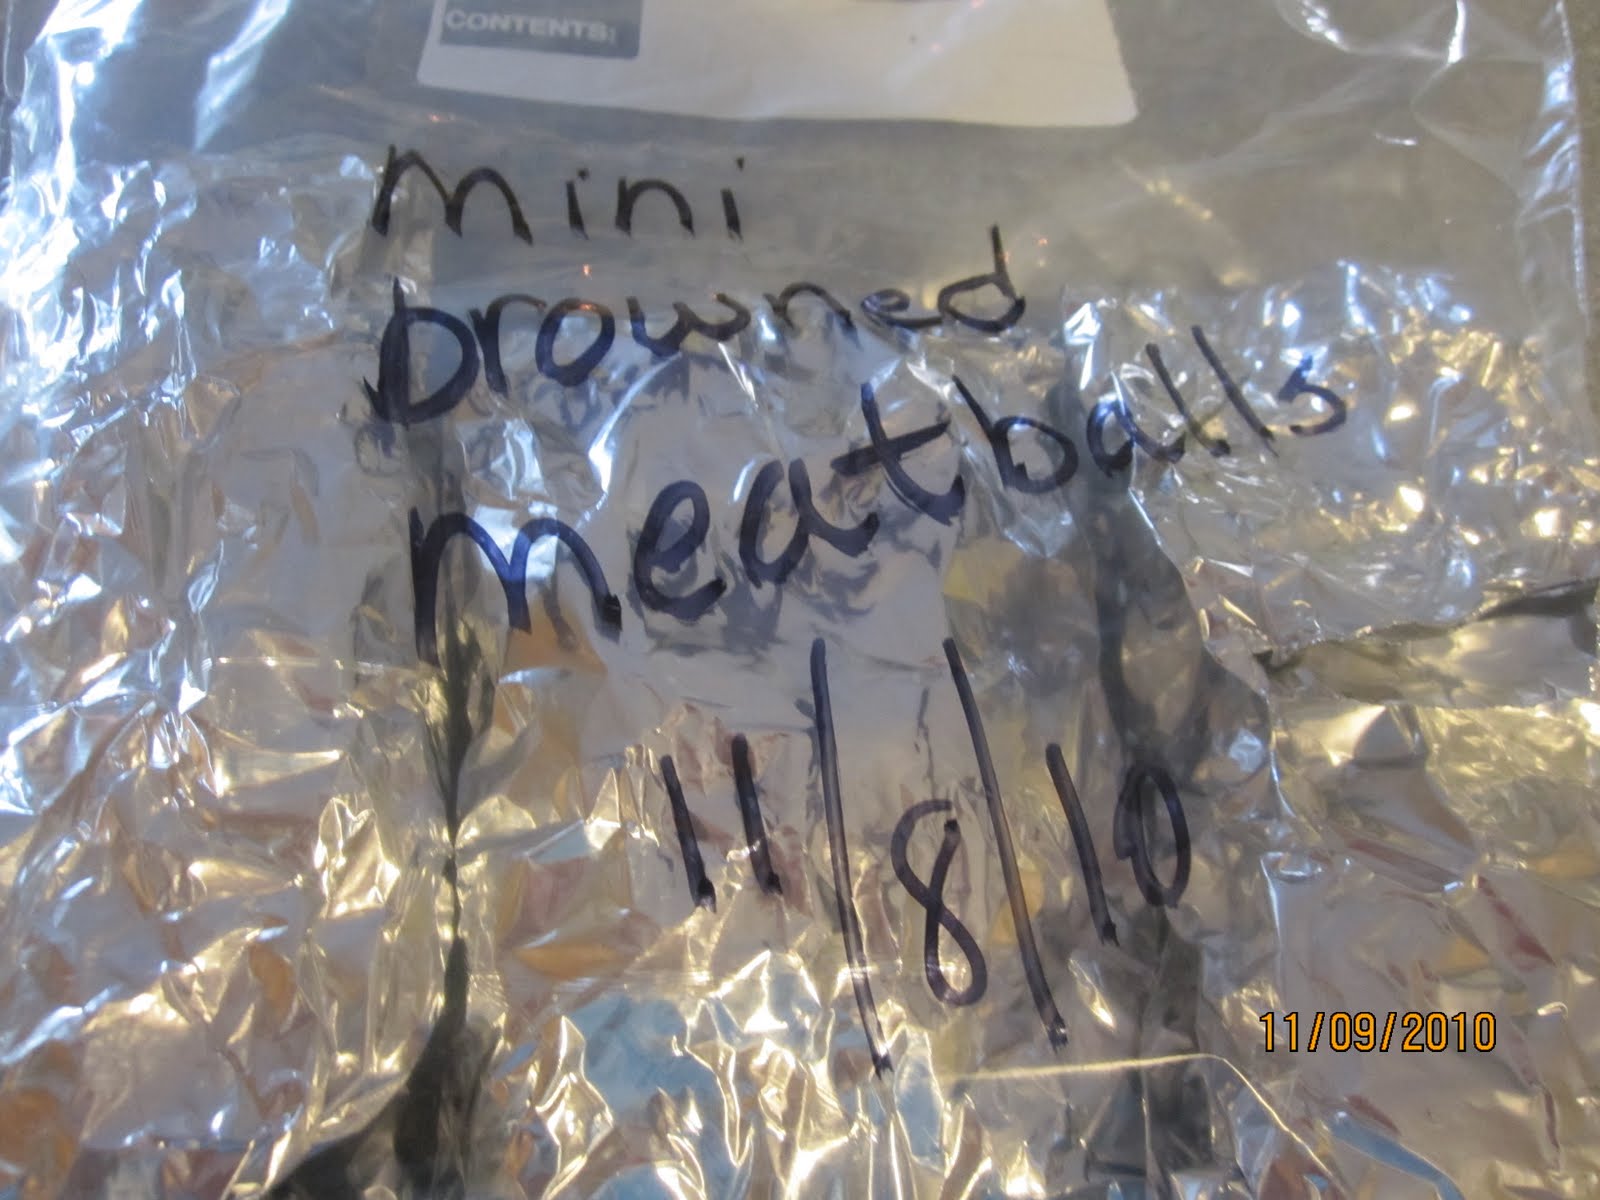 CONTENTS:
mini
browned
meatballs
11/8/10
11/09/2010